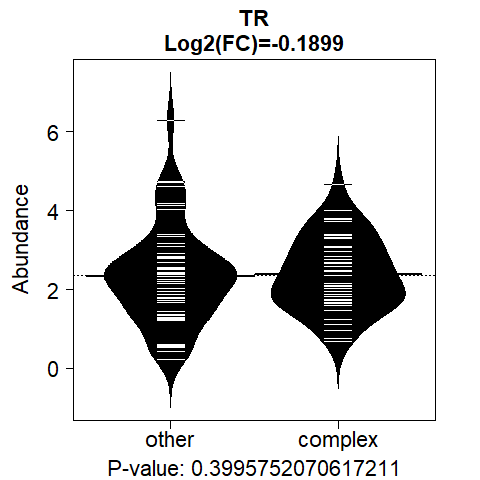 TR
Log2(FC)=-0.1899
Abundance
6
4
2
0
other complex
P-value: 0.3995752070617211